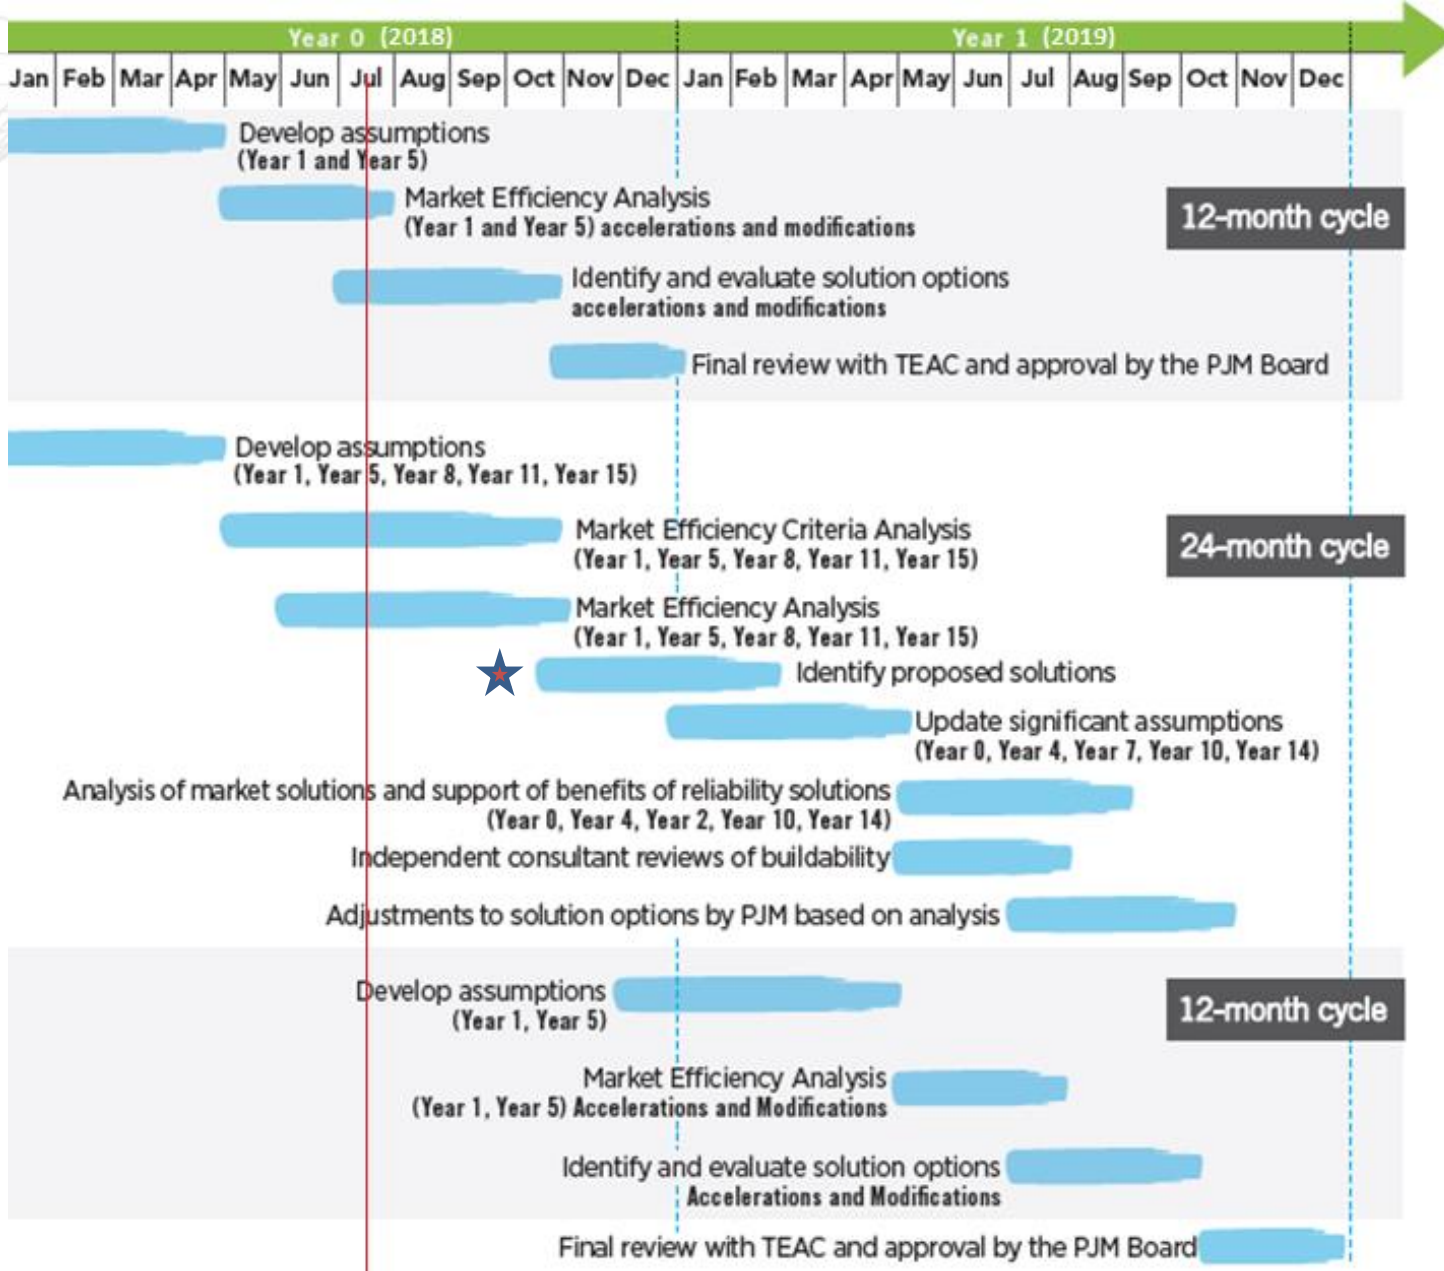 Year 0 (2018) Year 1 (2019)
Jan Feb Mar Apr May Jun Jul Aug Sep Oct Nov Dec Jan Feb Mar Apr May Jun Jul Aug Sep Oct Nov Dec
Develop assumptions
(Year 1 and Year 5)
Market Efficiency Analysis
(Year 1 and Year 5) accelerations and modifications
12-month cycle
Identify and evaluate solution options
accelerations and modifications
Final review with TEAC and approval by the PJM Board
Develop assumptions
(Year 1, Year 5, Year 8, Year 11, Year 15)
Market Efficiency Criteria Analysis
(Year 1, Year 5, Year 8, Year 11, Year 15)
24-month cycle
Market Efficiency Analysis
(Year 1, Year 5, Year 8, Year 11, Year 15)
Identify proposed solutions
Update significant assumptions
(Year 0, Year 4, Year 7, Year 10, Year 14)
Analysis of market solutions and support of benefits of reliability solutions
(Year 0, Year 4, Year 2, Year 10, Year 14)
Independent consultant reviews of buildability
Adjustments to solution options by PJM based on analysis
Develop assumptions
(Year 1, Year 5)
12-month cycle
Market Efficiency Analysis
(Year 1, Year 5) Accelerations and Modifications
Identify and evaluate solution options
Accelerations and Modifications
Final review with TEAC and approval by the PJM Board